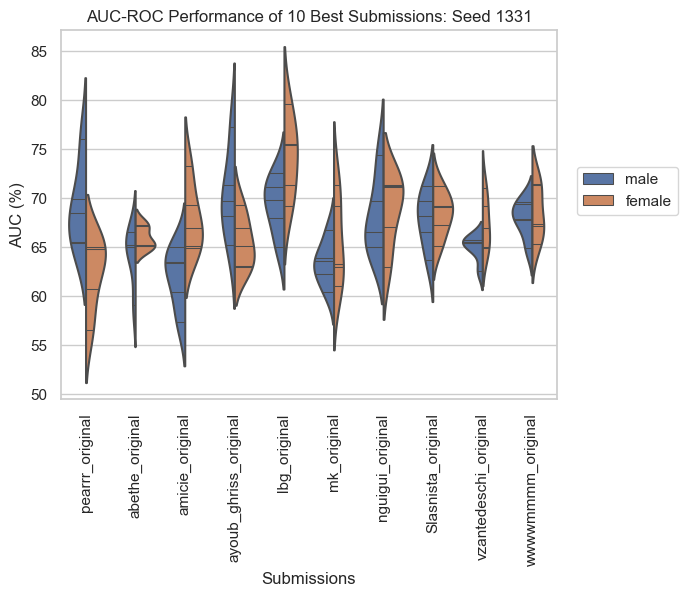 AUC-ROC Performance of 10 Best Submissions: Seed 1331
85
80
75
70
65
60
55
50
AUC (%)
male
female
pearrr_original
abethe_original
amicie_original
ayoub_ghriss_original
lbg_original
mk_original
nguigui_original
Slasnista_original
vzantedeschi_original
wwwwmmmm_original
Submissions